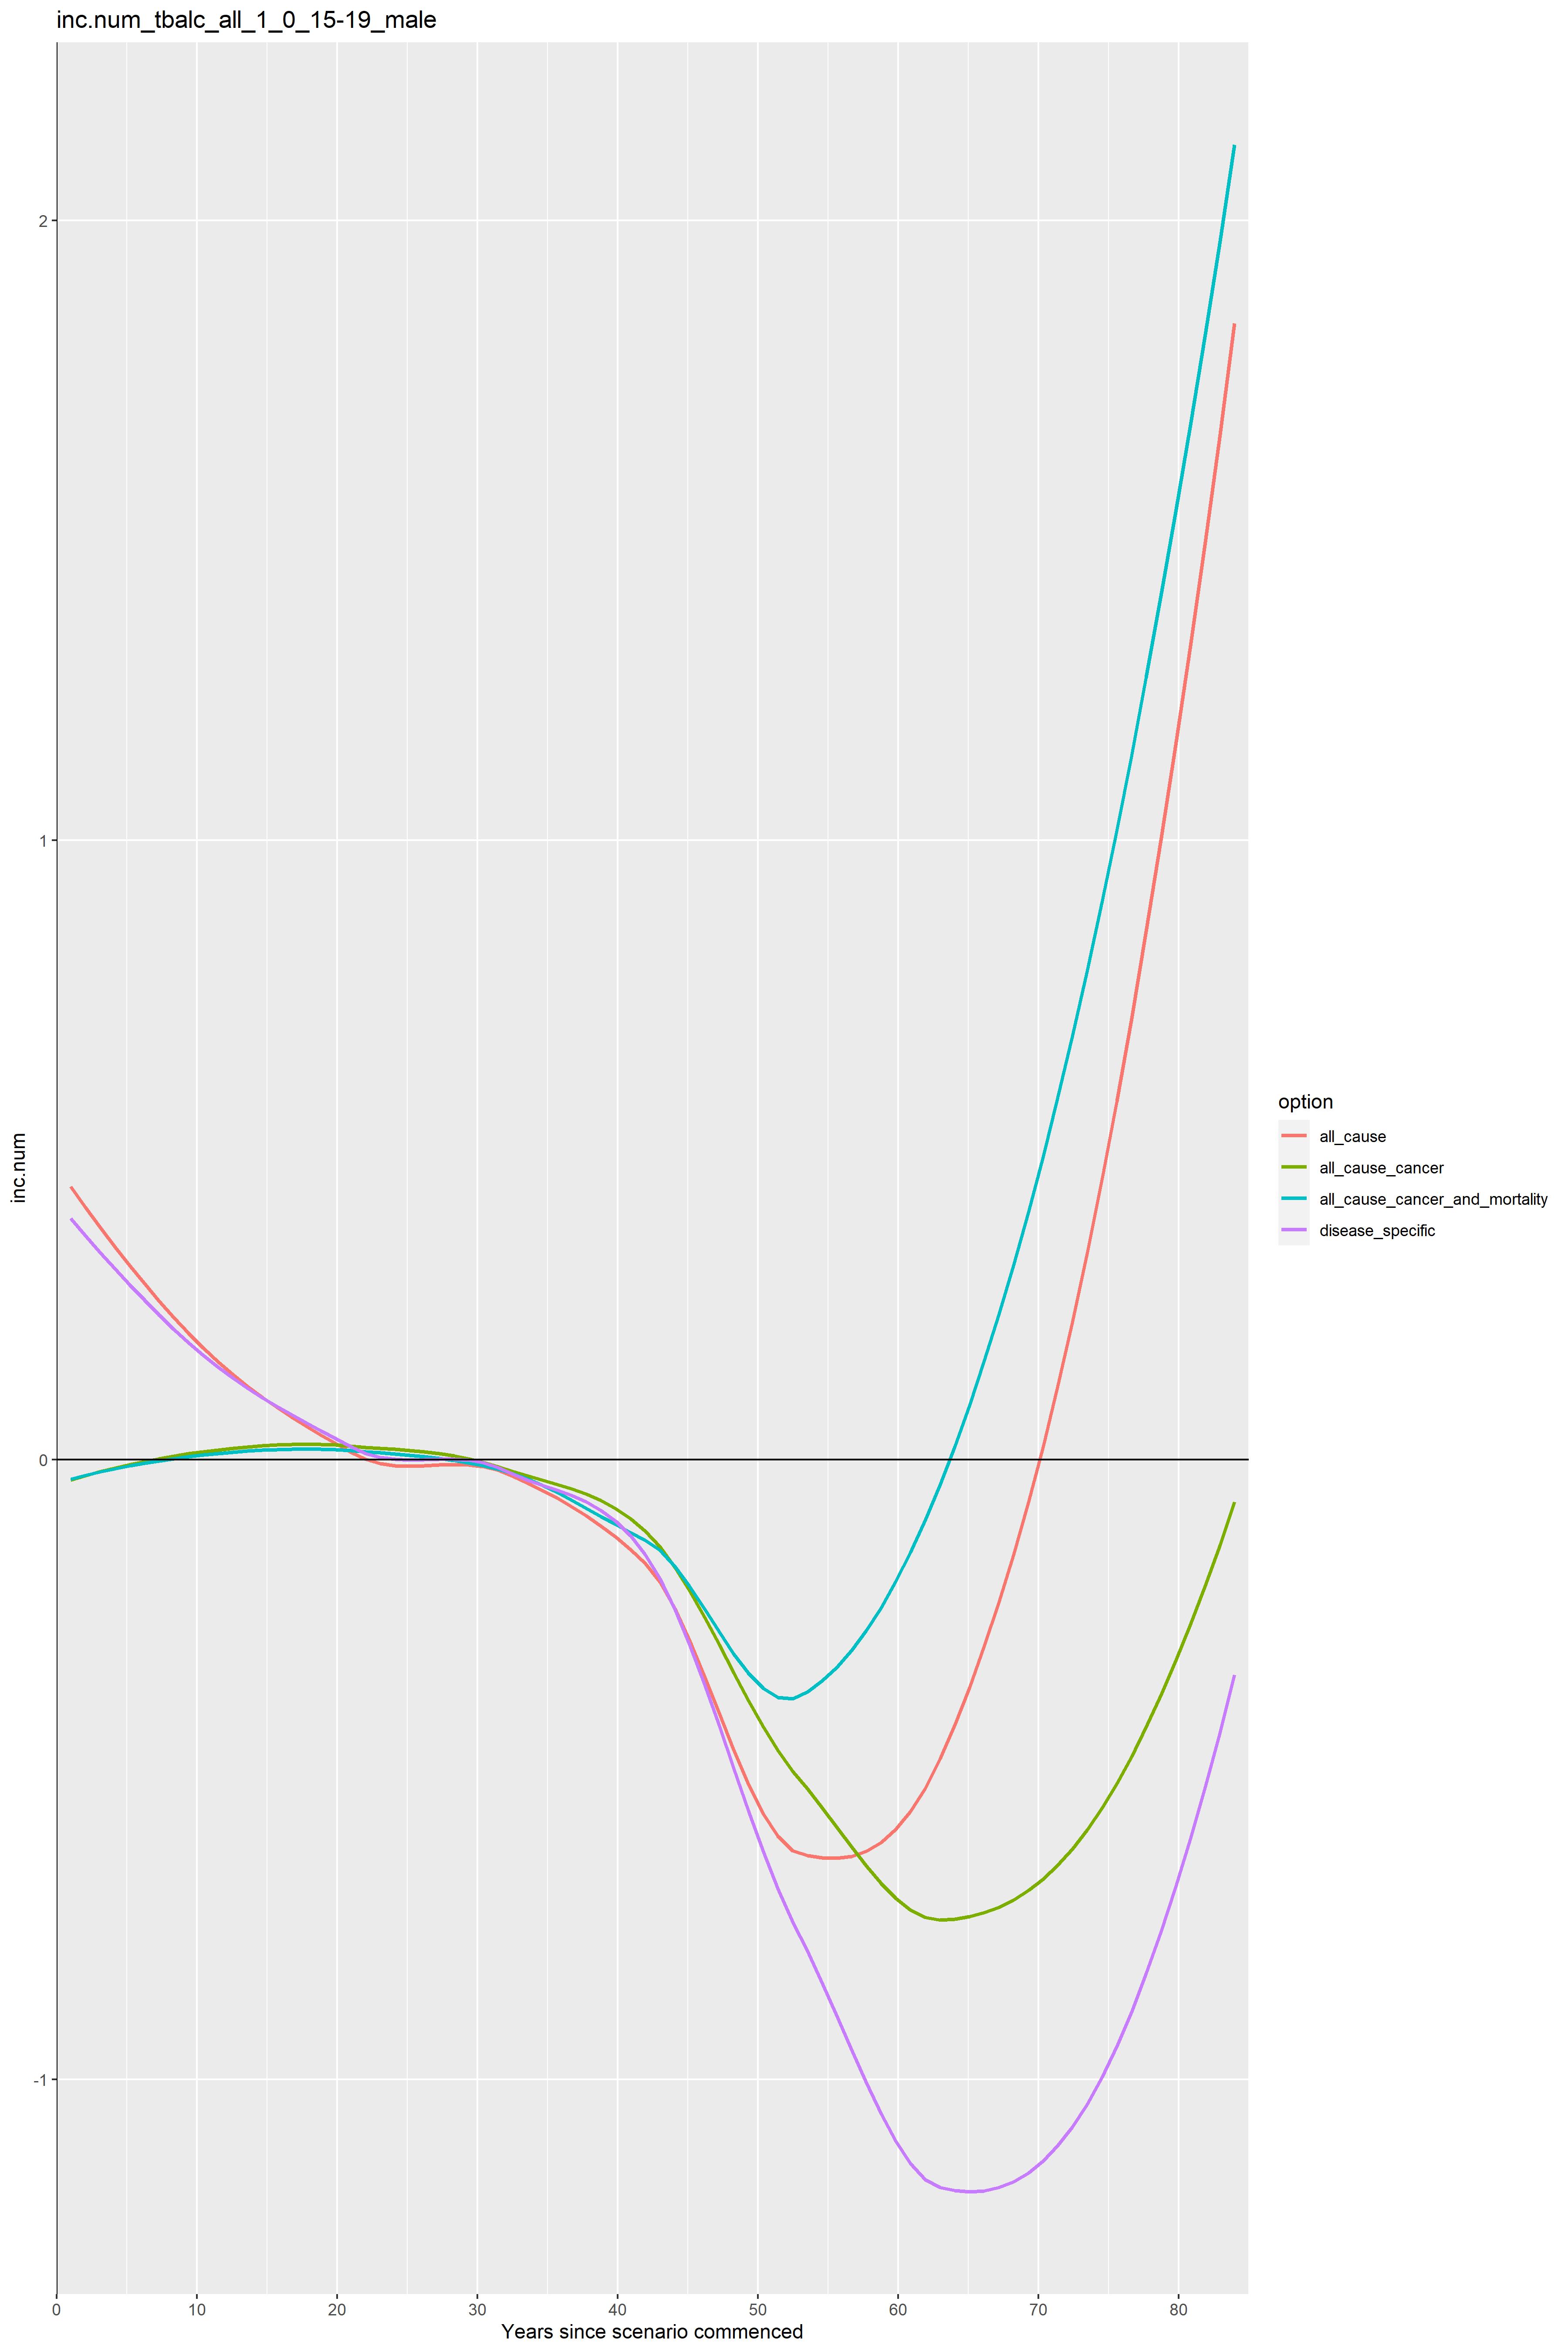 inc.num_tbalc_all_1_0_15-19_male
2
1
0
-1
inc.num
0 10 20 30 40 50 60 70 80
Years since scenario commenced
option
all_cause
all_cause_cancer
all_cause_cancer_and_mortality
disease_specific